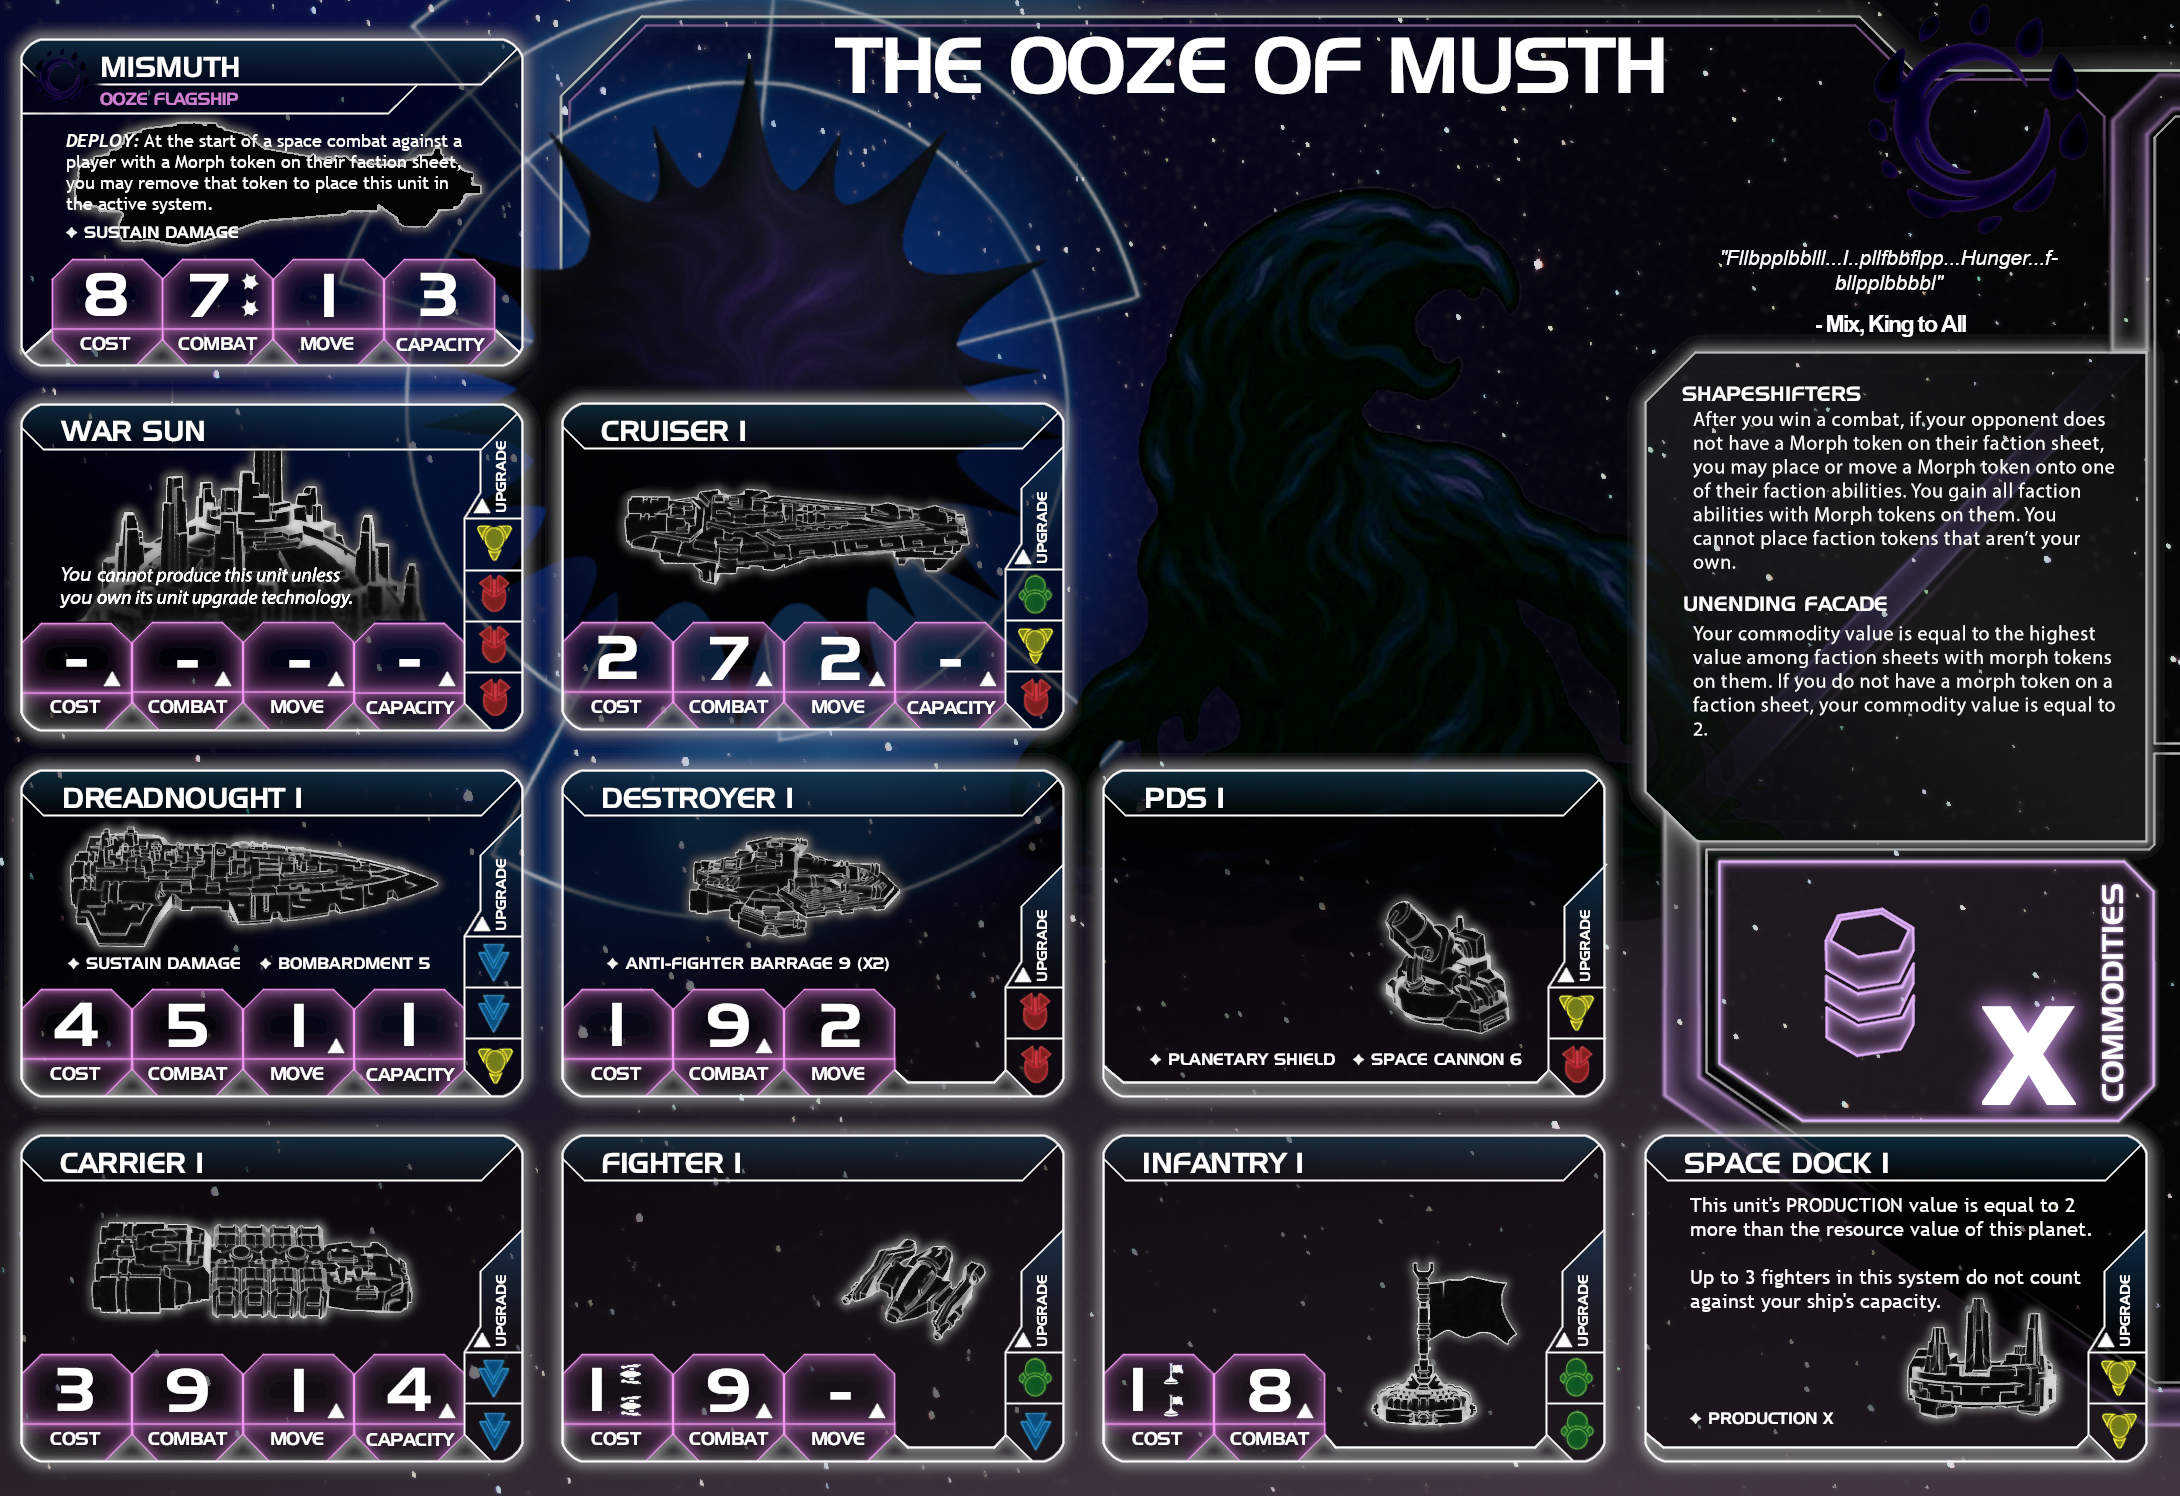 THE OOZE OF MUSTH
MISMUTH
OOZE FLAGSHIP
DEPLOY: At the start of a space combat against a
player with a Morph token on their faction sheet,
you may remove that token to place this unit in
the active system.
SUSTAIN DAMAGE
8 7 1 3
COST COMBAT MOVE CAPACITY
"Fllbpplbblll...I..pllfbbflpp...Hunger...f-
bllpplbbbbl"
- Mix, King to All
SHAPESHIFTERS
After you win a combat, if your opponent does
not have a Morph token on their faction sheet,
you may place or move a Morph token onto one
of their faction abilities. You gain all faction
abilities with Morph tokens on them. You
cannot place faction tokens that aren't your
own.
UNENDING FACADE
Your commodity value is equal to the highest
value among faction sheets with morph tokens
on them. If you do not have a morph token on a
faction sheet, your commodity value is equal to
2.
WAR SUN
UPGRADE
You cannot produce this unit unless
you own its unit upgrade technology.
- - - -
COST COMBAT MOVE CAPACITY
CRUISER I
UPGRADE
2 7 2 -
COST COMBAT MOVE CAPACITY
DREADNOUGHT I
UPGRADE
SUSTAIN DAMAGE BOMBARDMENT 5
4 5 1 1
COST COMBAT MOVE CAPACITY
DESTROYER I
UPGRADE
ANTI-FIGHTER BARRAGE 9 (X2)
1 9 2
COST COMBAT MOVE
PDS I
UPGRADE
PLANETARY SHIELD SPACE CANNON 6
X
COMMODITIES
CARRIER I
UPGRADE
3 9 1 4
COST COMBAT MOVE CAPACITY
FIGHTER I
UPGRADE
1 9 -
COST COMBAT MOVE
INFANTRY I
UPGRADE
1 8
COST COMBAT
SPACE DOCK I
This unit's PRODUCTION value is equal to 2
more than the resource value of this planet.
Up to 3 fighters in this system do not count
against your ship's capacity.
UPGRADE
PRODUCTION X